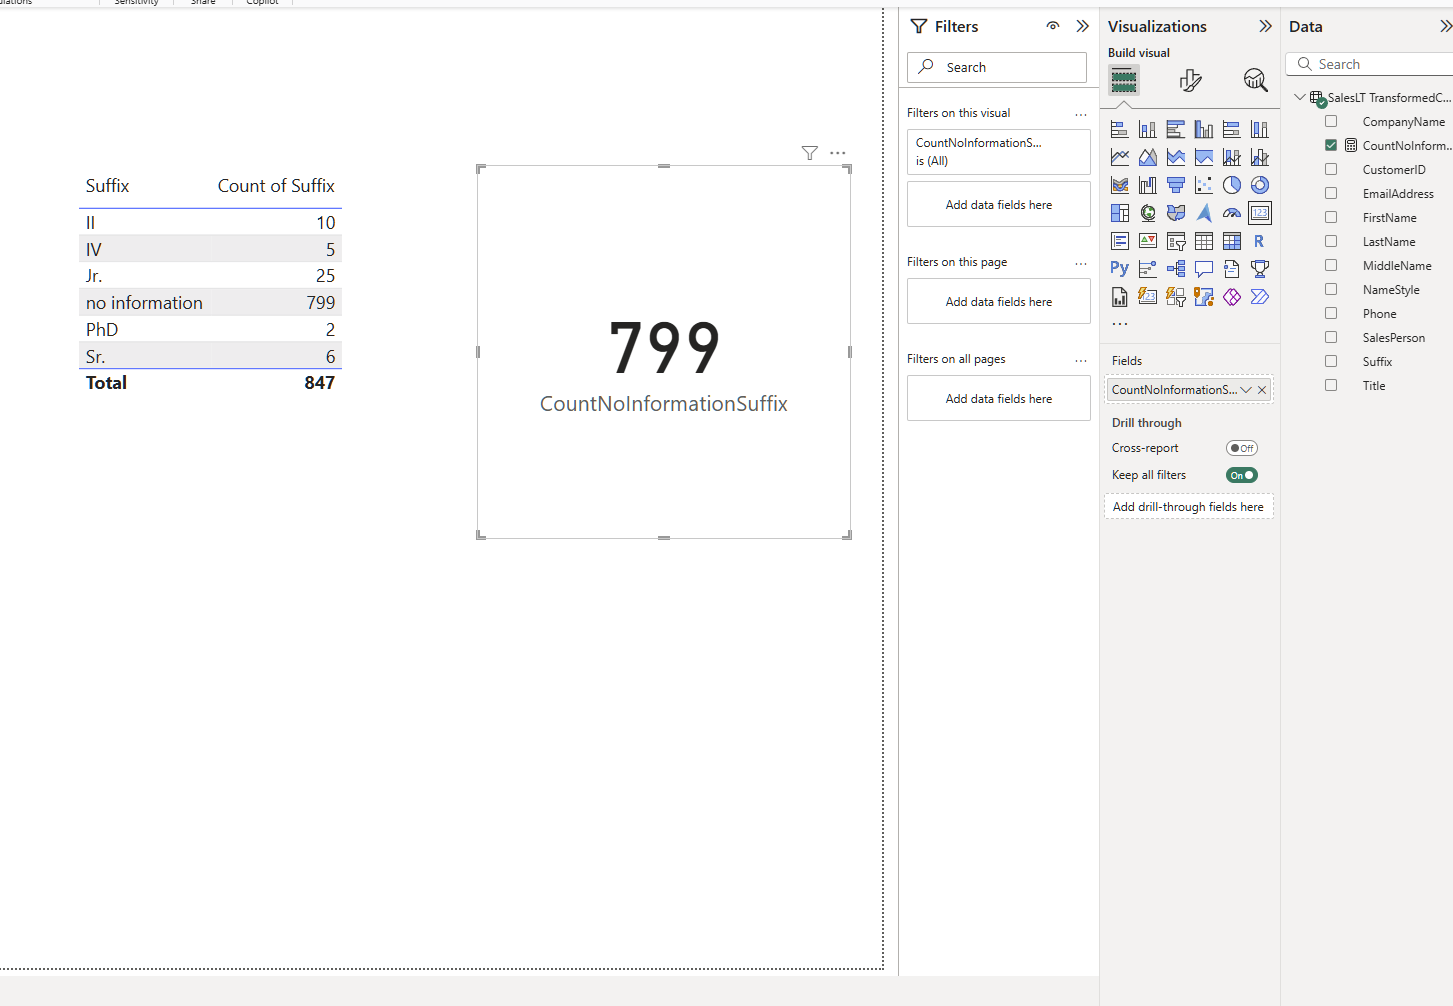 Sensitivity Share Copilot
Filters
Search
Filters on this visual ...
CountNoInformationS...
is (All)
Add data fields here
Filters on this page ...
Add data fields here
Filters on all pages ...
Add data fields here
Suffix Count of Suffix
II 10
IV 5
Jr. 25
no information 799
PhD 2
Sr. 6
Total 847
799
CountNoInformationSuffix
Visualizations
Build visual
123
R
Py
123
...
Fields
CountNoInformationS...
Drill through
Cross-report Off
Keep all filters On
Add drill-through fields here
Data
Search
SalesLT TransformedC...
CompanyName
CountNoInform...
CustomerID
EmailAddress
FirstName
LastName
MiddleName
NameStyle
Phone
SalesPerson
Suffix
Title